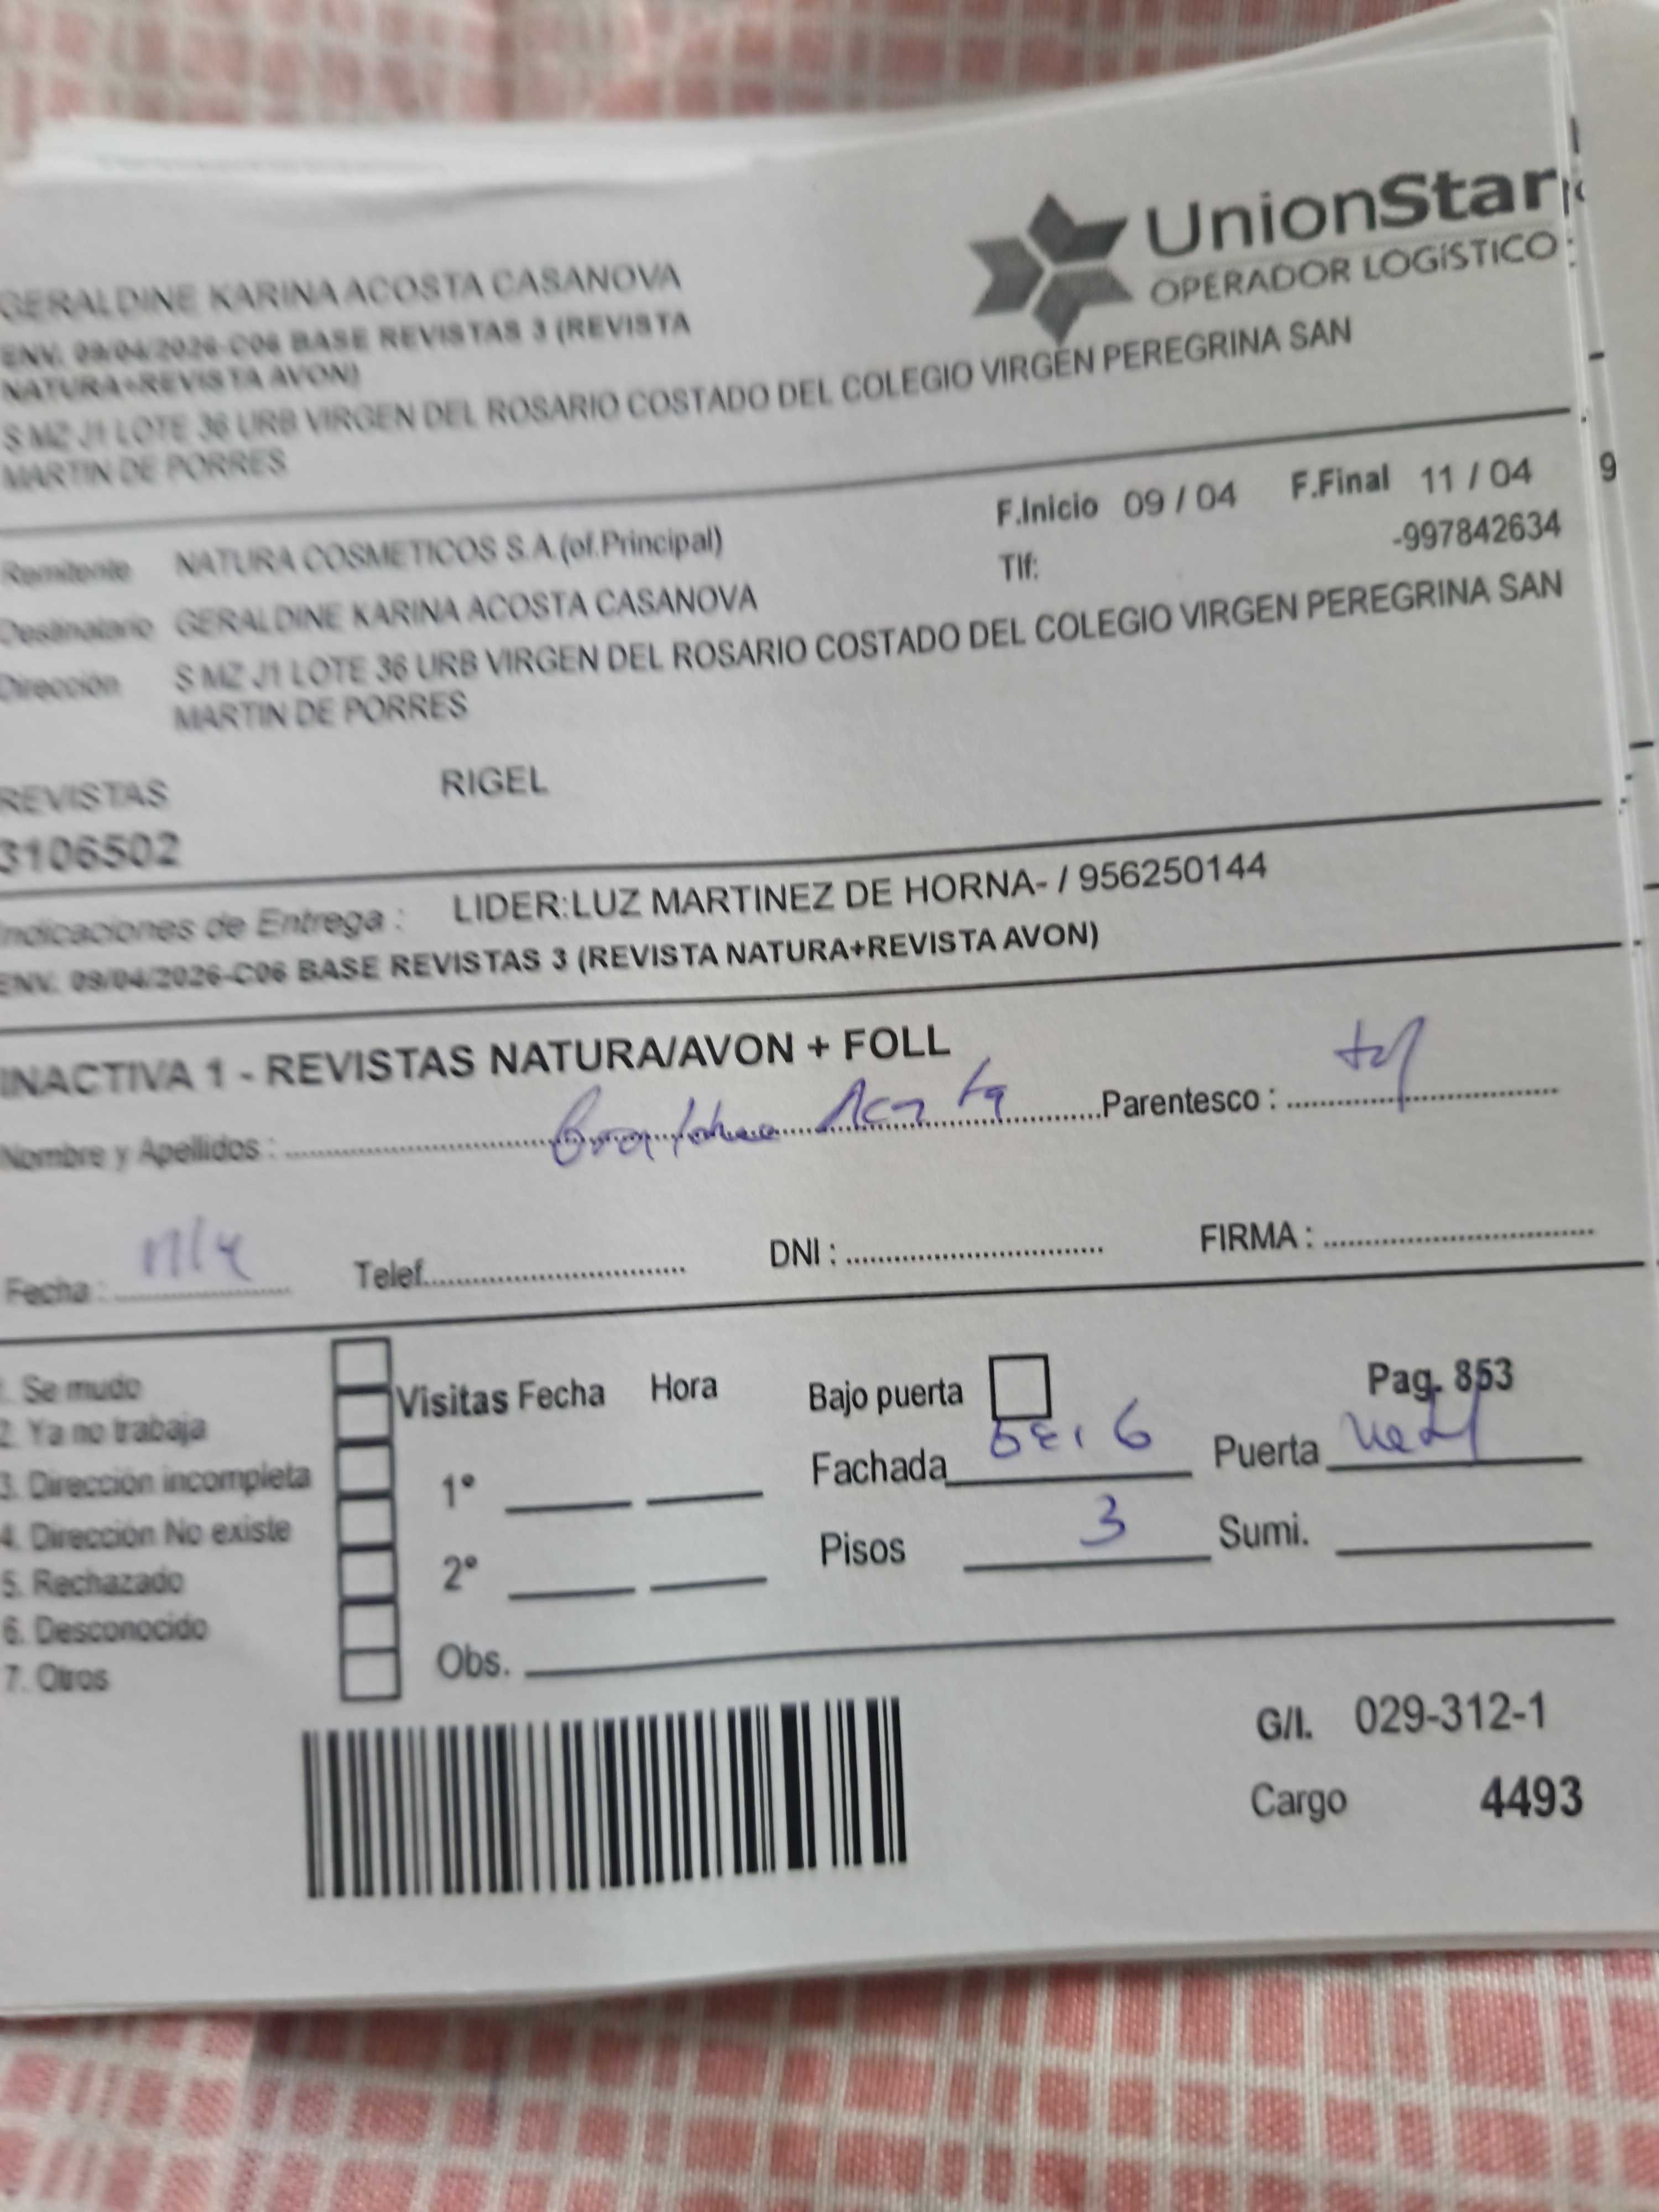 UnionStar
OPERADOR LOGÍSTICO
GERALDINE KARINA ACOSTA CASANOVA
ENV. 09/04/2026-C06 BASE REVISTAS 3 (REVISTA
NATURA+REVISTA AVON)
S MZ J1 LOTE 36 URB VIRGEN DEL ROSARIO COSTADO DEL COLEGIO VIRGEN PEREGRINA SAN
MARTIN DE PORRES
F.Inicio 09 / 04 F.Final 11 / 04
Remitente NATURA COSMETICOS S.A.(of.Principal)
Tlf: -997842634
Destinatario GERALDINE KARINA ACOSTA CASANOVA
Dirección S MZ J1 LOTE 36 URB VIRGEN DEL ROSARIO COSTADO DEL COLEGIO VIRGEN PEREGRINA SAN
MARTIN DE PORRES
REVISTAS RIGEL
3106502
Indicaciones de Entrega : LIDER:LUZ MARTINEZ DE HORNA- / 956250144
ENV. 09/04/2026-C06 BASE REVISTAS 3 (REVISTA NATURA+REVISTA AVON)
INACTIVA 1 - REVISTAS NATURA/AVON + FOLL
Nombre y Apellidos : Acosta Parentesco :
Fecha : Telef. DNI : FIRMA :
1. Se mudo
2. Ya no trabaja
3. Dirección incompleta
4. Dirección No existe
5. Rechazado
6. Desconocido
7. Otros
Visitas Fecha Hora
1°
2°
Obs.
Bajo puerta Pag. 853
Fachada Puerta
Pisos 3 Sumi.
G/I. 029-312-1
Cargo 4493
9